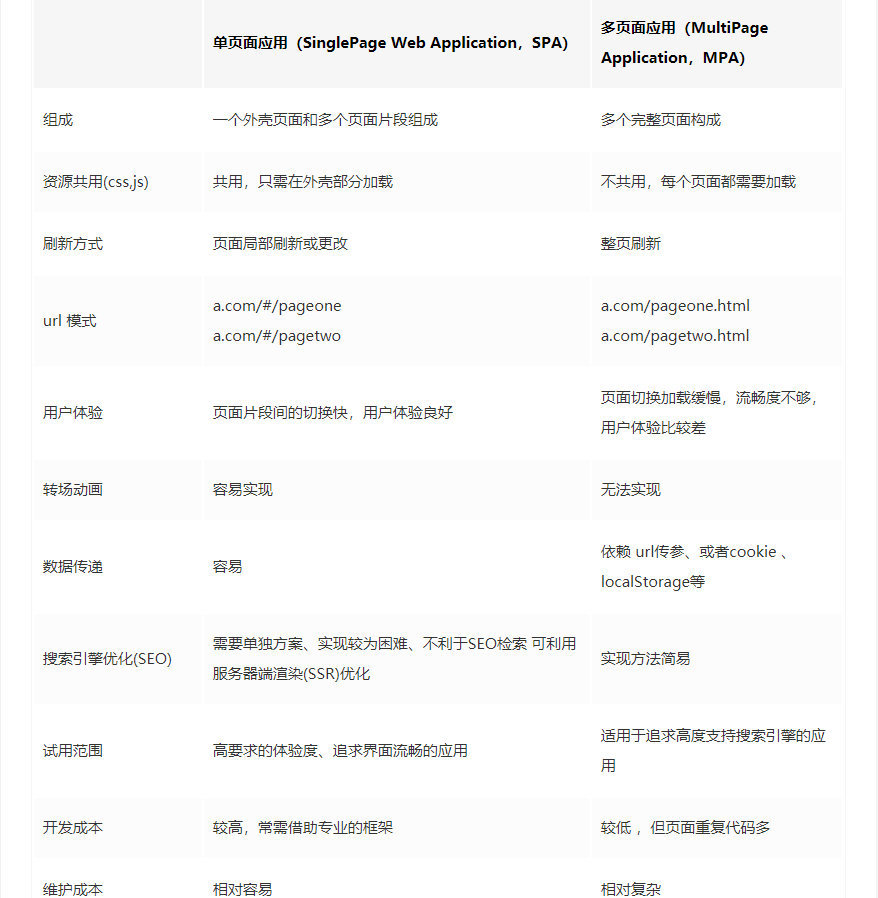 单页面应用（SinglePage Web Application，SPA）
多页面应用（MultiPage
Application，MPA）
组成
一个外壳页面和多个页面片段组成
多个完整页面构成
资源共用(css,js)
共用，只需在外壳部分加载
不共用，每个页面都需要加载
刷新方式
页面局部刷新或更改
整页刷新
url 模式
a.com/#/pageone
a.com/#/pagetwo
a.com/pageone.html
a.com/pagetwo.html
用户体验
页面片段间的切换快，用户体验良好
页面切换加载缓慢，流畅度不够，
用户体验比较差
转场动画
容易实现
无法实现
数据传递
容易
依赖 url传参、或者cookie 、
localStorage等
搜索引擎优化(SEO)
需要单独方案、实现较为困难、不利于SEO检索 可利用
服务器端渲染(SSR)优化
实现方法简易
试用范围
高要求的体验度、追求界面流畅的应用
适用于追求高度支持搜索引擎的应
用
开发成本
较高，常需借助专业的框架
较低 ，但页面重复代码多
维护成本
相对容易
相对复杂